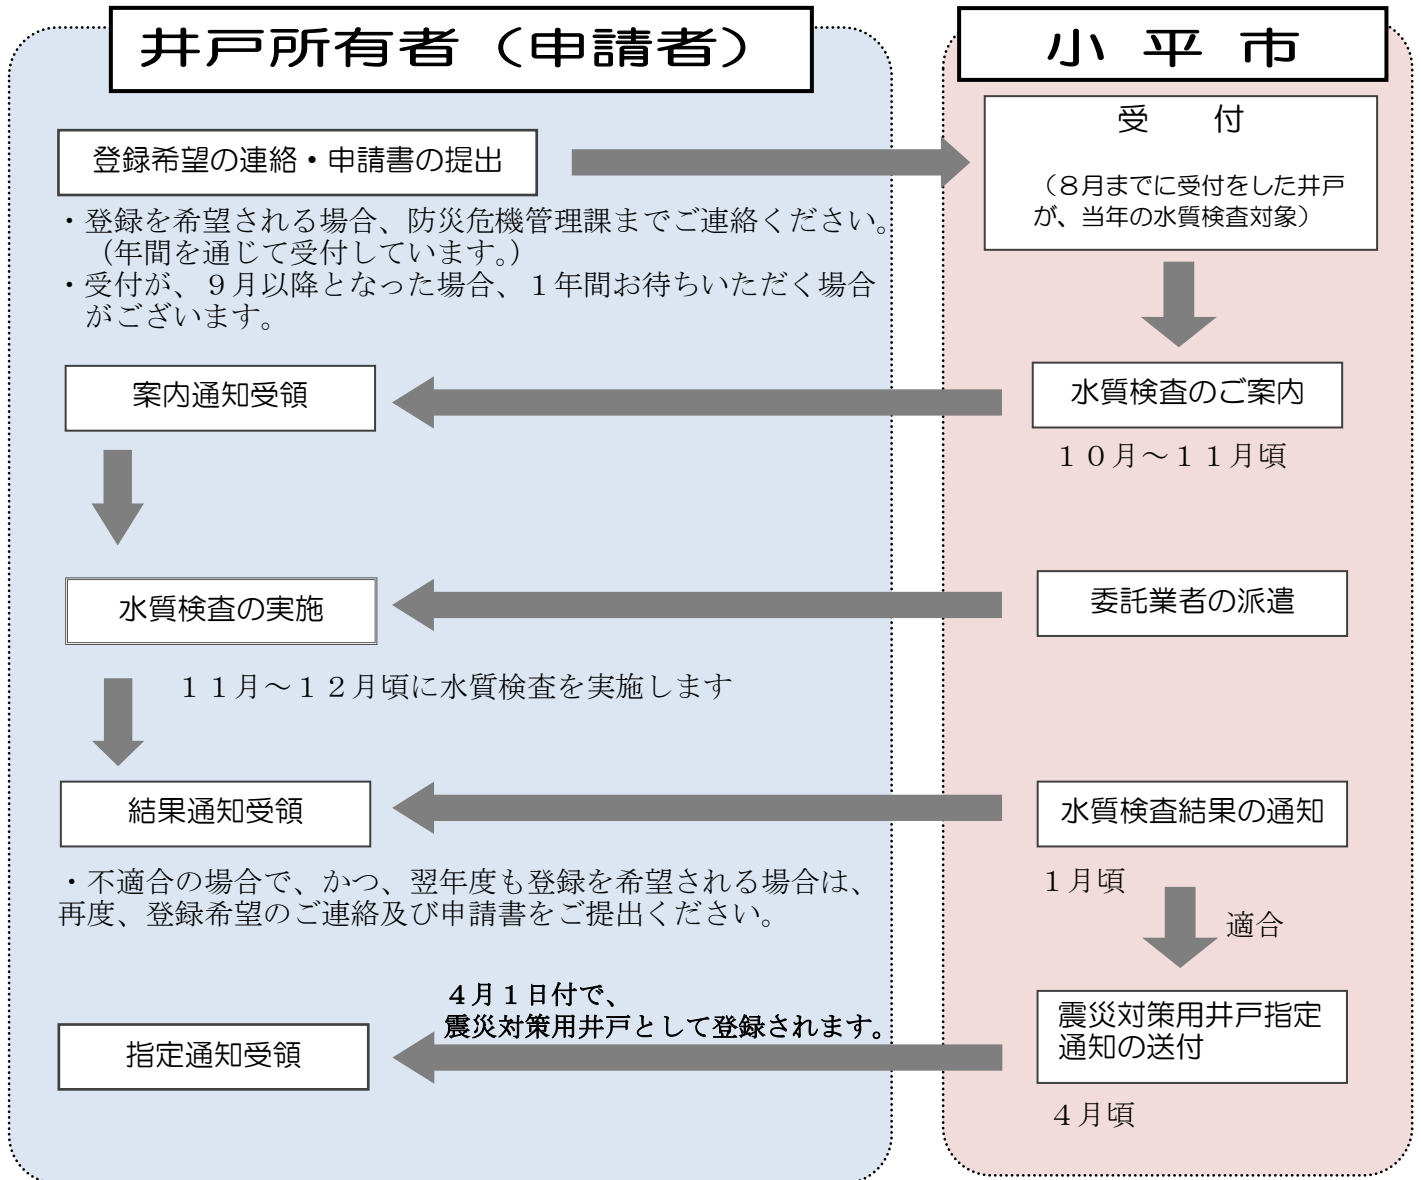 井戸所有者（申請者）
小 平 市
登録希望の連絡・申請書の提出
・登録を希望される場合、防災危機管理課までご連絡ください。
（年間を通じて受付しています。）
・受付が、９月以降となった場合、１年間お待ちいただく場合
がございます。
受　　付
（８月までに受付をした井戸
が、当年の水質検査対象）
案内通知受領
水質検査のご案内
１０月～１１月頃
水質検査の実施
委託業者の派遣
１１月～１２月頃に水質検査を実施します
結果通知受領
水質検査結果の通知
１月頃
・不適合の場合で、かつ、翌年度も登録を希望される場合は、
再度、登録希望のご連絡及び申請書をご提出ください。
適合
４月１日付で、
震災対策用井戸として登録されます。
指定通知受領
震災対策用井戸指定
通知の送付
４月頃